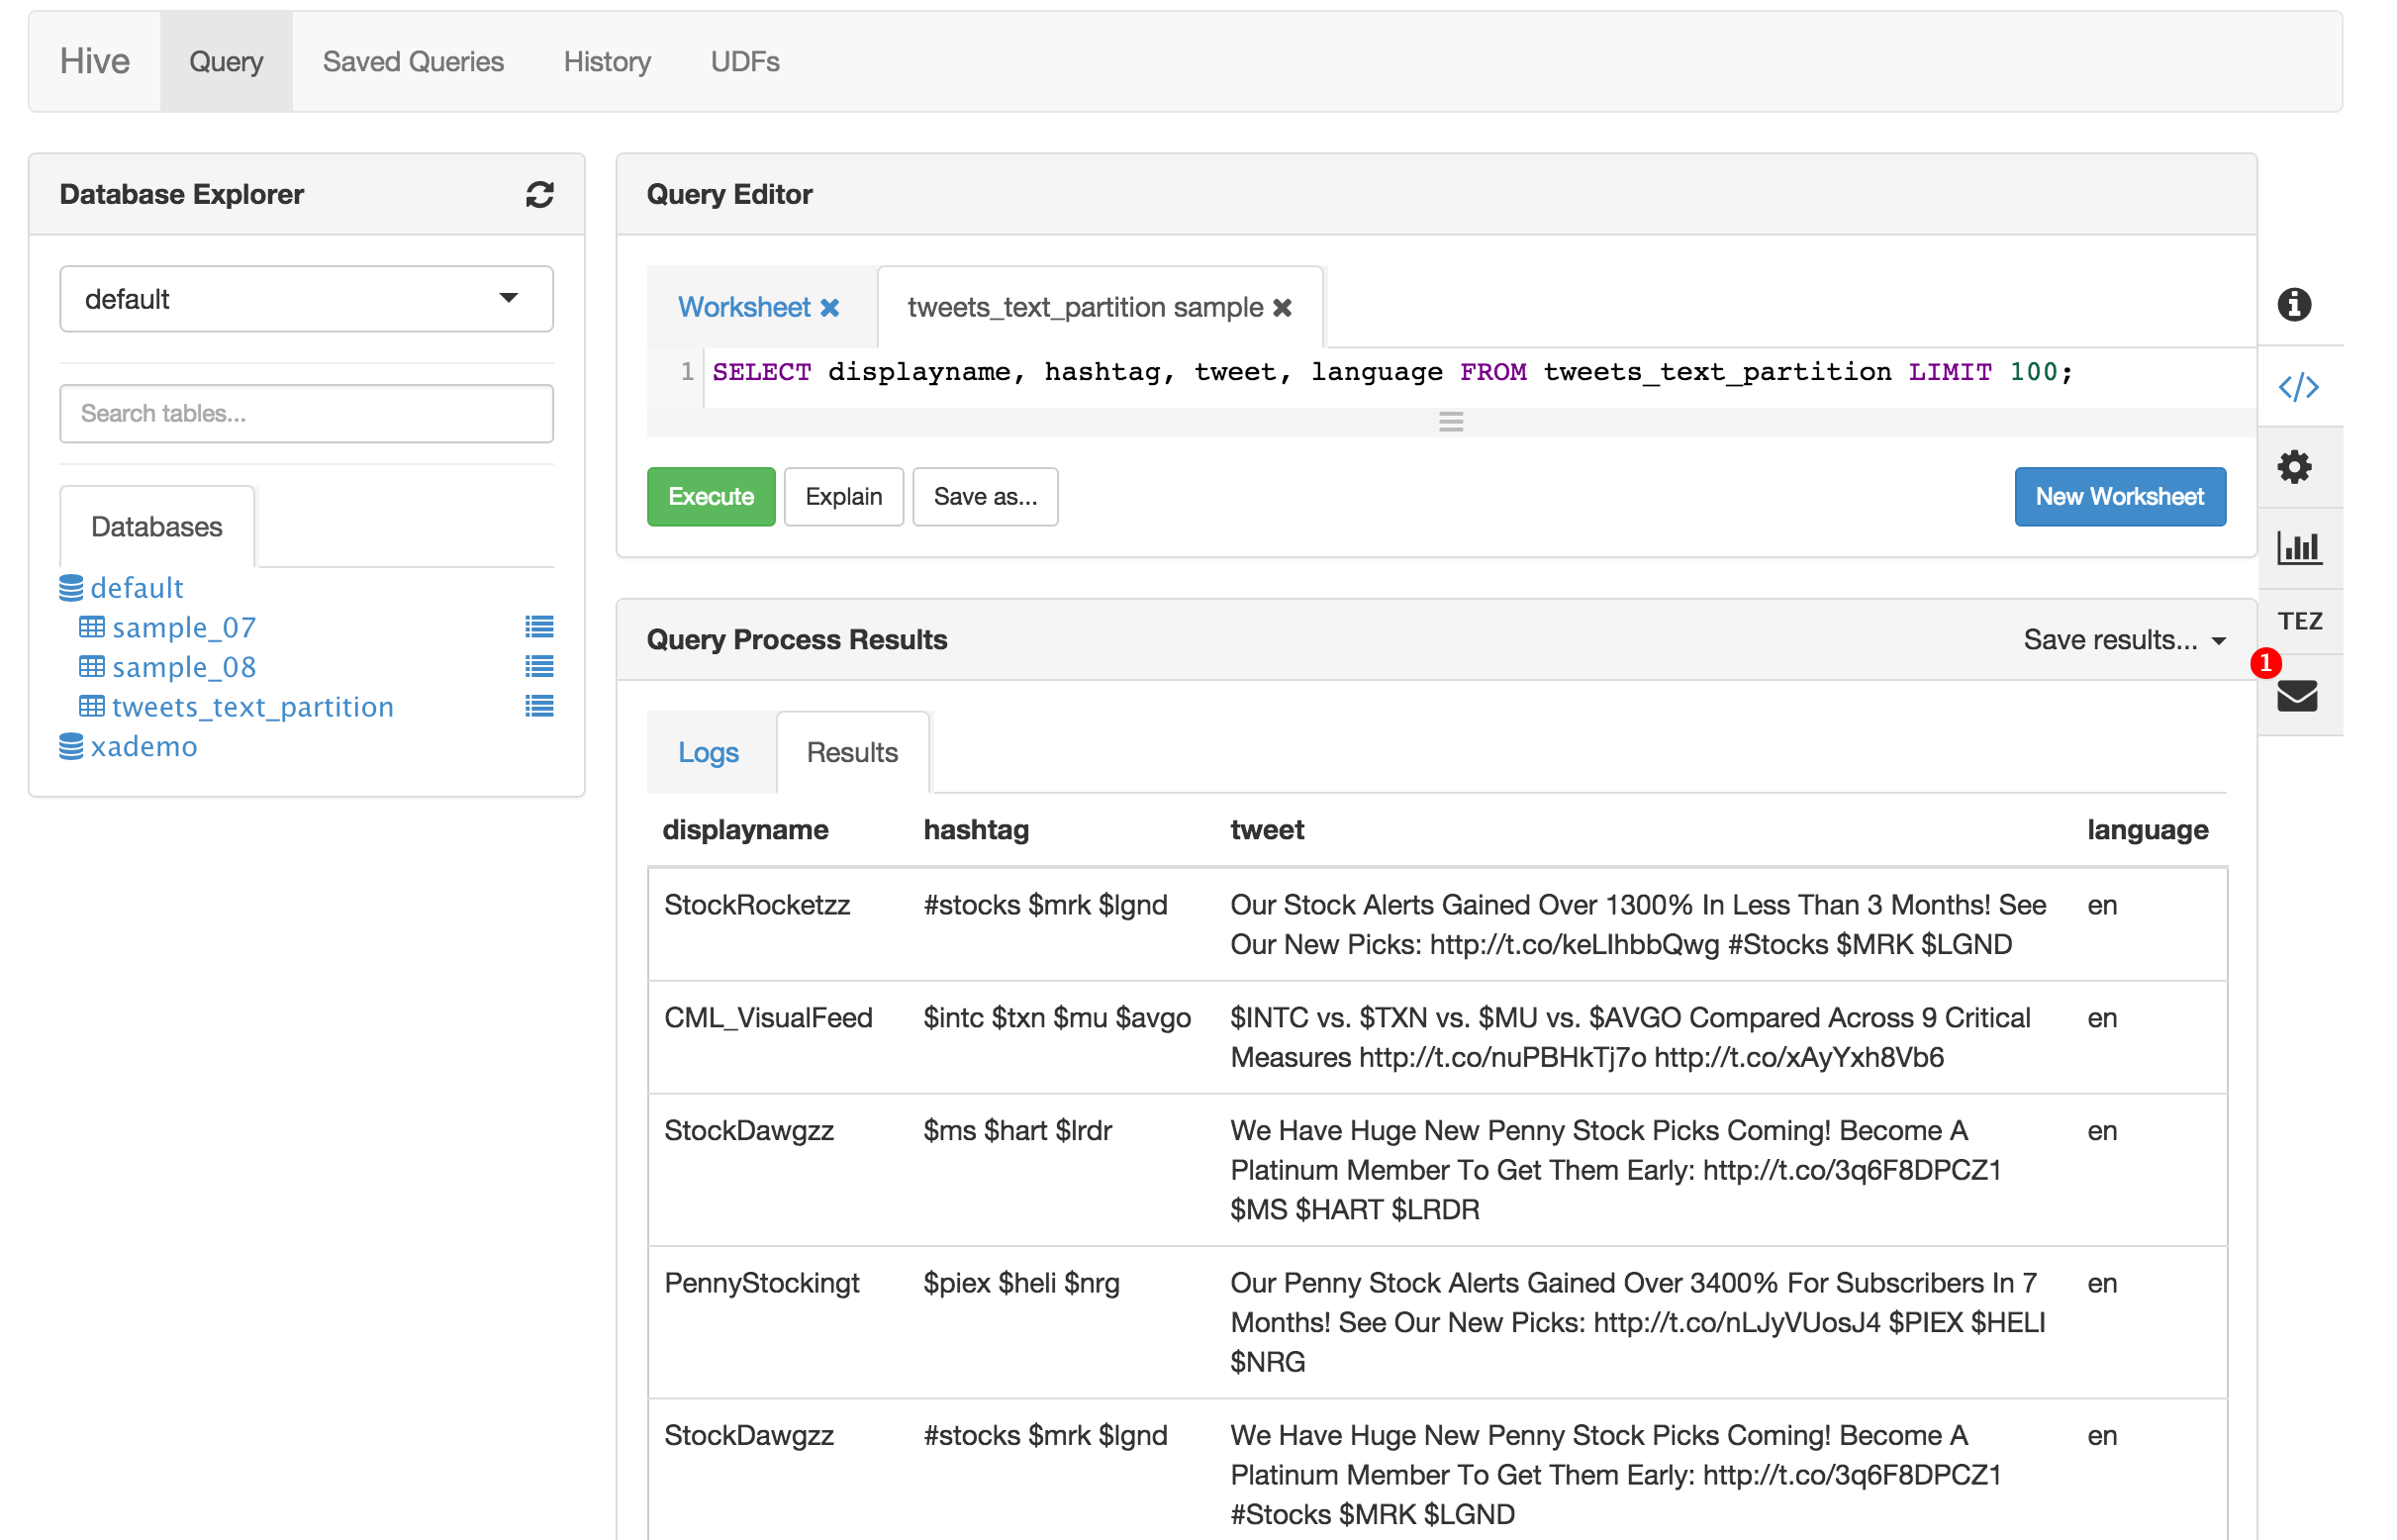 Hive Query Saved Queries History UDFs
Database Explorer
default
Search tables...
Databases
default
sample_07
sample_08
tweets_text_partition
xademo
Query Editor
Worksheet tweets_text_partition sample
1 SELECT displayname, hashtag, tweet, language FROM tweets_text_partition LIMIT 100;
Execute Explain Save as... New Worksheet
Query Process Results Save results...
Logs Results
displayname hashtag tweet language
StockRocketzz #stocks $mrk $lgnd Our Stock Alerts Gained Over 1300% In Less Than 3 Months! See en
Our New Picks: http://t.co/keLIhbbQwg #Stocks $MRK $LGND
CML_VisualFeed $intc $txn $mu $avgo $INTC vs. $TXN vs. $MU vs. $AVGO Compared Across 9 Critical en
Measures http://t.co/nuPBHkTj7o http://t.co/xAyYxh8Vb6
StockDawgzz $ms $hart $lrdr We Have Huge New Penny Stock Picks Coming! Become A en
Platinum Member To Get Them Early: http://t.co/3q6F8DPCZ1
$MS $HART $LRDR
PennyStockingt $piex $heli $nrg Our Penny Stock Alerts Gained Over 3400% For Subscribers In 7 en
Months! See Our New Picks: http://t.co/nLJyVUosJ4 $PIEX $HELI
$NRG
StockDawgzz #stocks $mrk $lgnd We Have Huge New Penny Stock Picks Coming! Become A en
Platinum Member To Get Them Early: http://t.co/3q6F8DPCZ1
#Stocks $MRK $LGND
TEZ
1